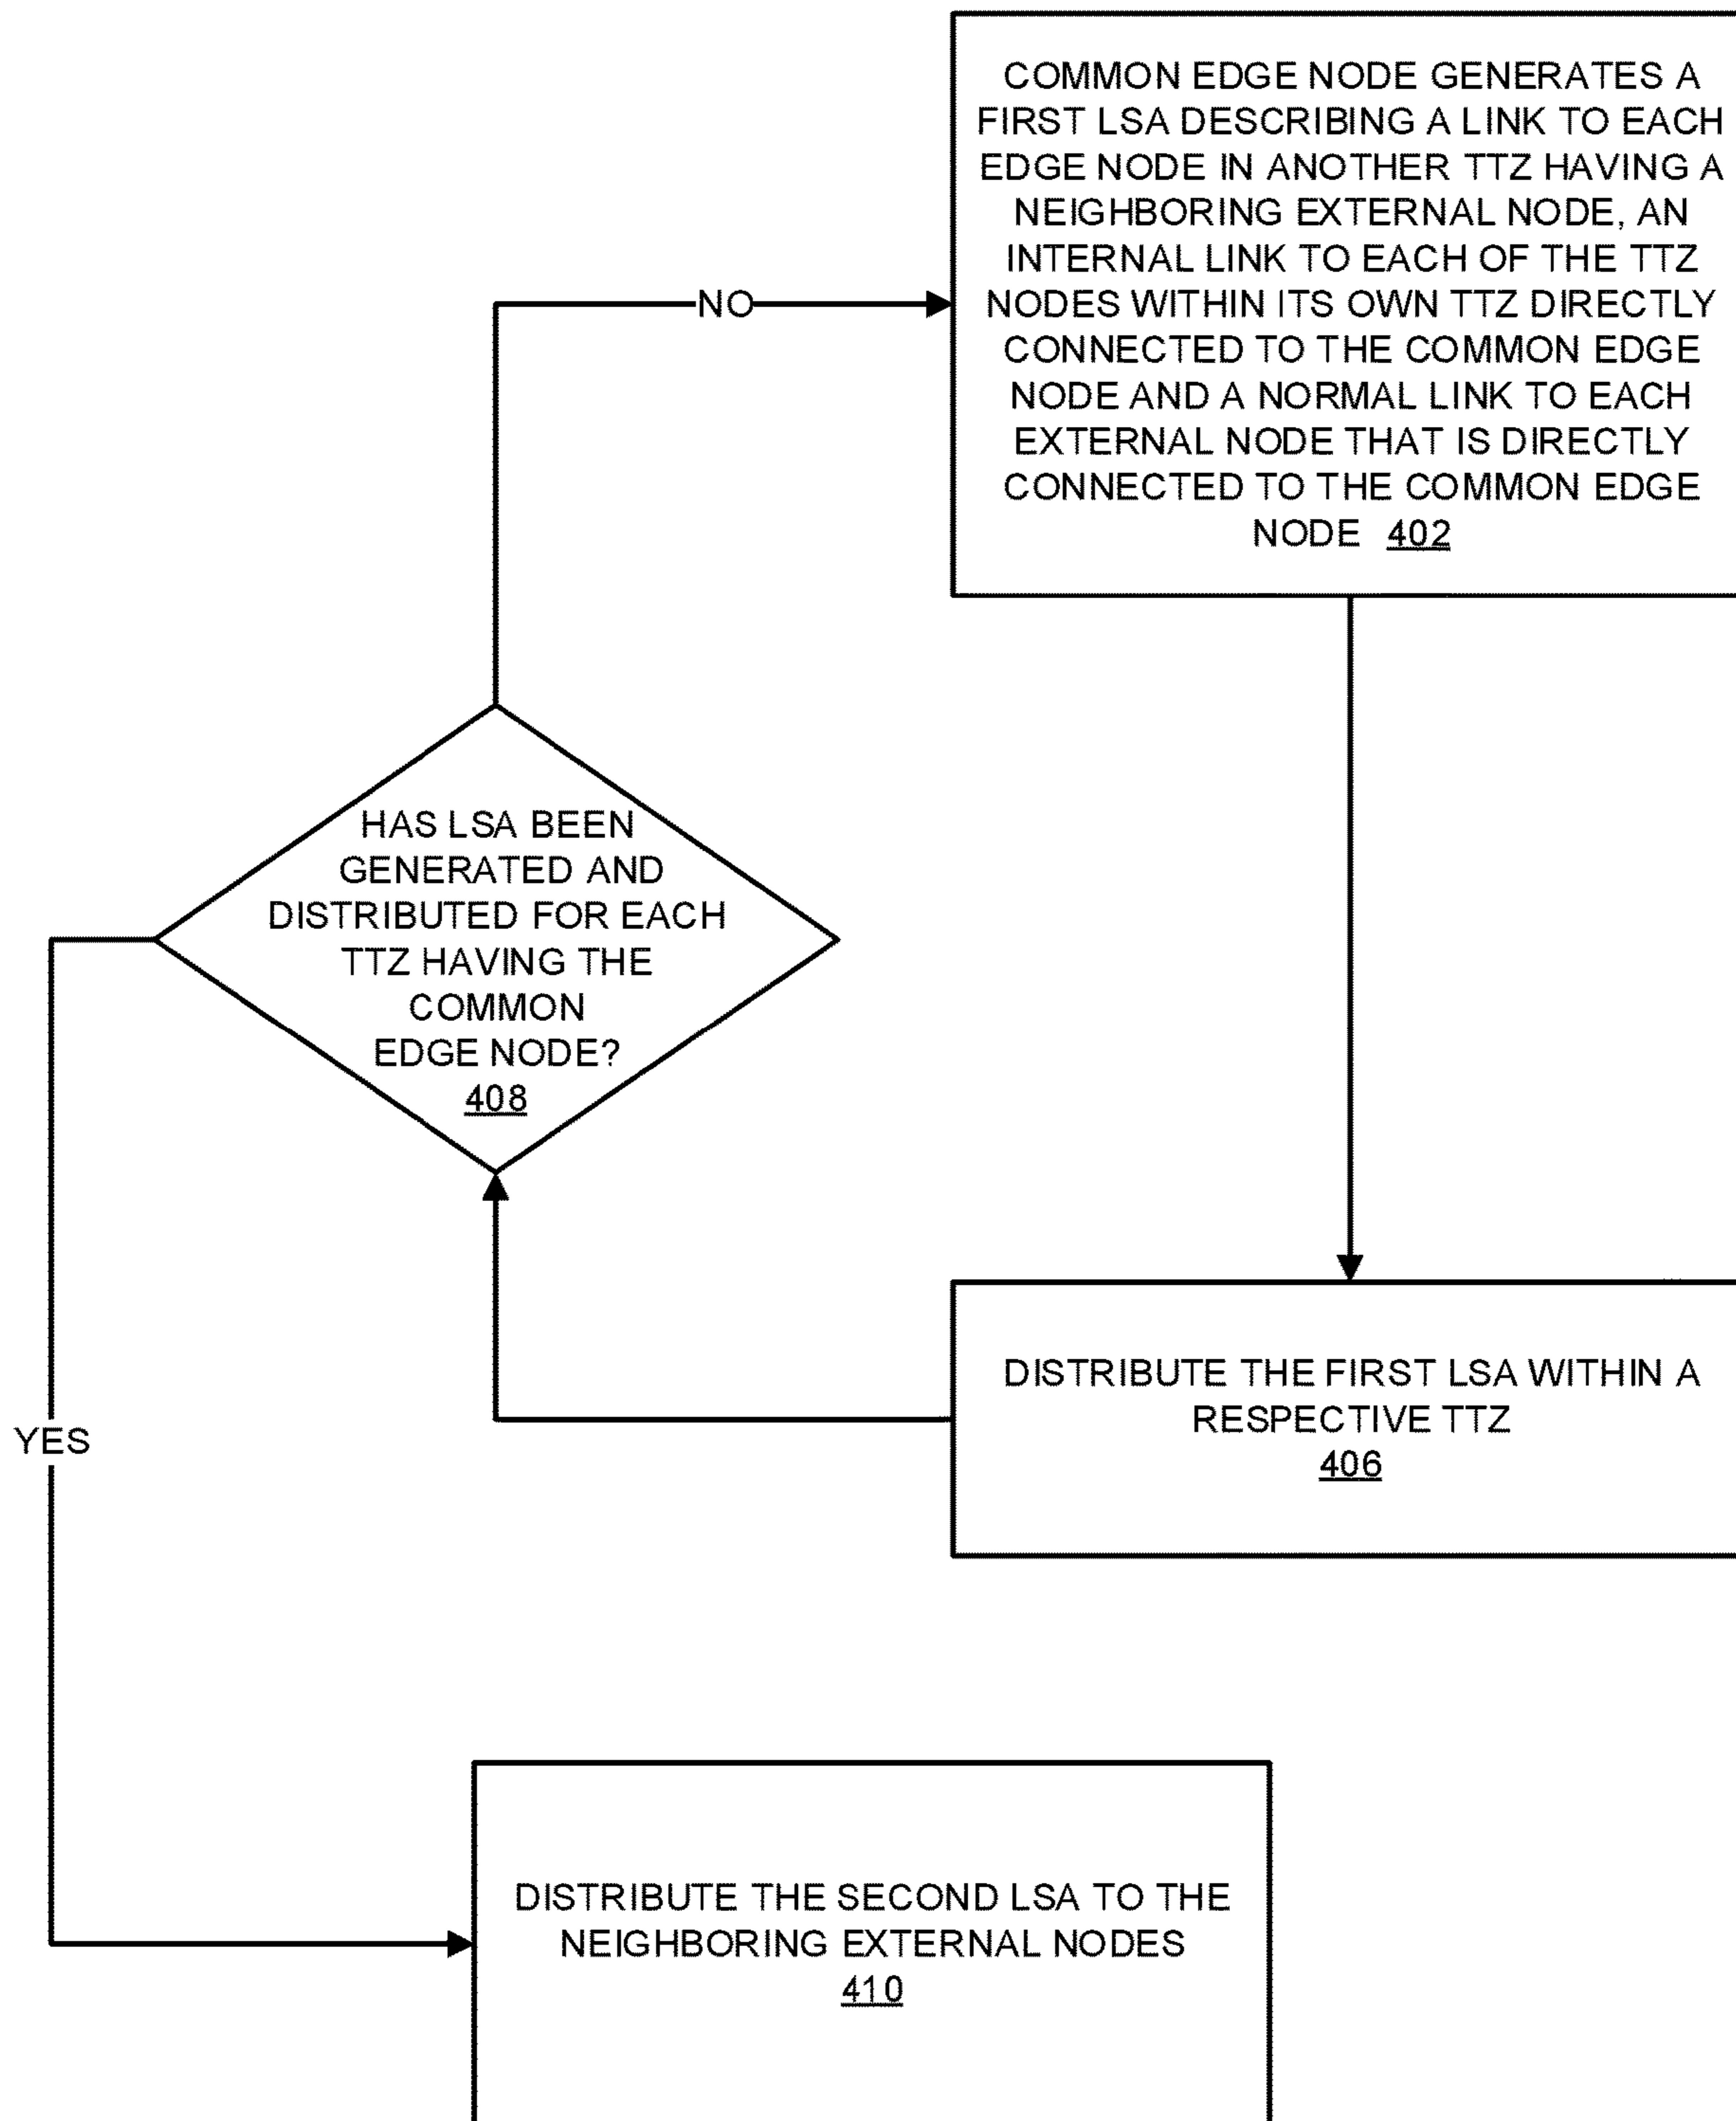 COMMON EDGE NODE GENERATES A
FIRST LSA DESCRIBING A LINK TO EACH
EDGE NODE IN ANOTHER TTZ HAVING A
NEIGHBORING EXTERNAL NODE, AN
INTERNAL LINK TO EACH OF THE TTZ
NODES WITHIN ITS OWN TTZ DIRECTLY
CONNECTED TO THE COMMON EDGE
NODE AND A NORMAL LINK TO EACH
EXTERNAL NODE THAT IS DIRECTLY
CONNECTED TO THE COMMON EDGE
NODE 402
NO
HAS LSA BEEN
GENERATED AND
DISTRIBUTED FOR EACH
TTZ HAVING THE
COMMON
EDGE NODE?
408
DISTRIBUTE THE FIRST LSA WITHIN A
RESPECTIVE TTZ
406
YES
DISTRIBUTE THE SECOND LSA TO THE
NEIGHBORING EXTERNAL NODES
410